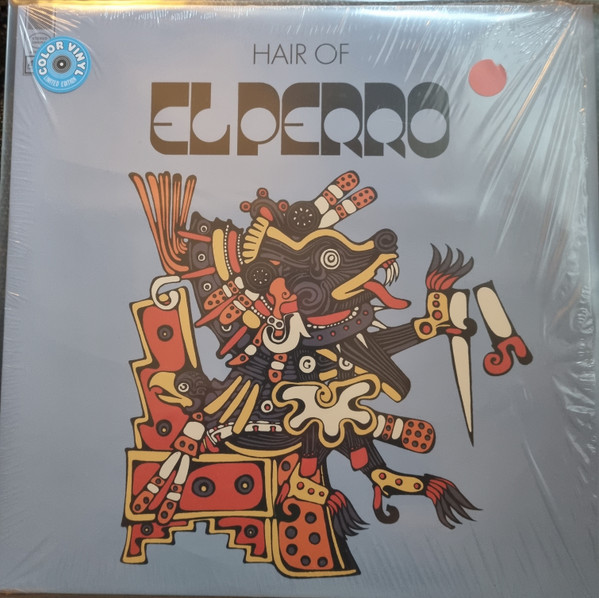 COLOR VINYL
LIMITED EDITION
HAIR OF
EL PERRO